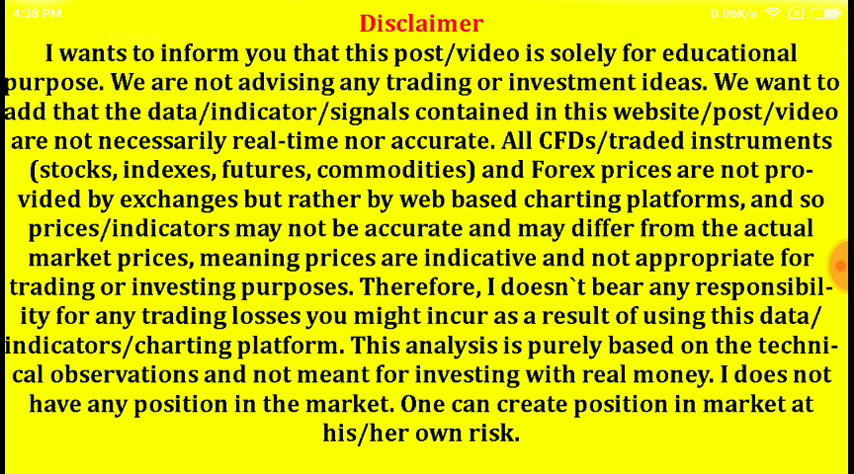 4:38 PM
0.06K/s
Disclaimer
I wants to inform you that this post/video is solely for educational
purpose. We are not advising any trading or investment ideas. We want to
add that the data/indicator/signals contained in this website/post/video
are not necessarily real-time nor accurate. All CFDs/traded instruments
(stocks, indexes, futures, commodities) and Forex prices are not pro-
vided by exchanges but rather by web based charting platforms, and so
prices/indicators may not be accurate and may differ from the actual
market prices, meaning prices are indicative and not appropriate for
trading or investing purposes. Therefore, I doesn`t bear any responsibil-
ity for any trading losses you might incur as a result of using this data/
indicators/charting platform. This analysis is purely based on the techni-
cal observations and not meant for investing with real money. I does not
have any position in the market. One can create position in market at
his/her own risk.